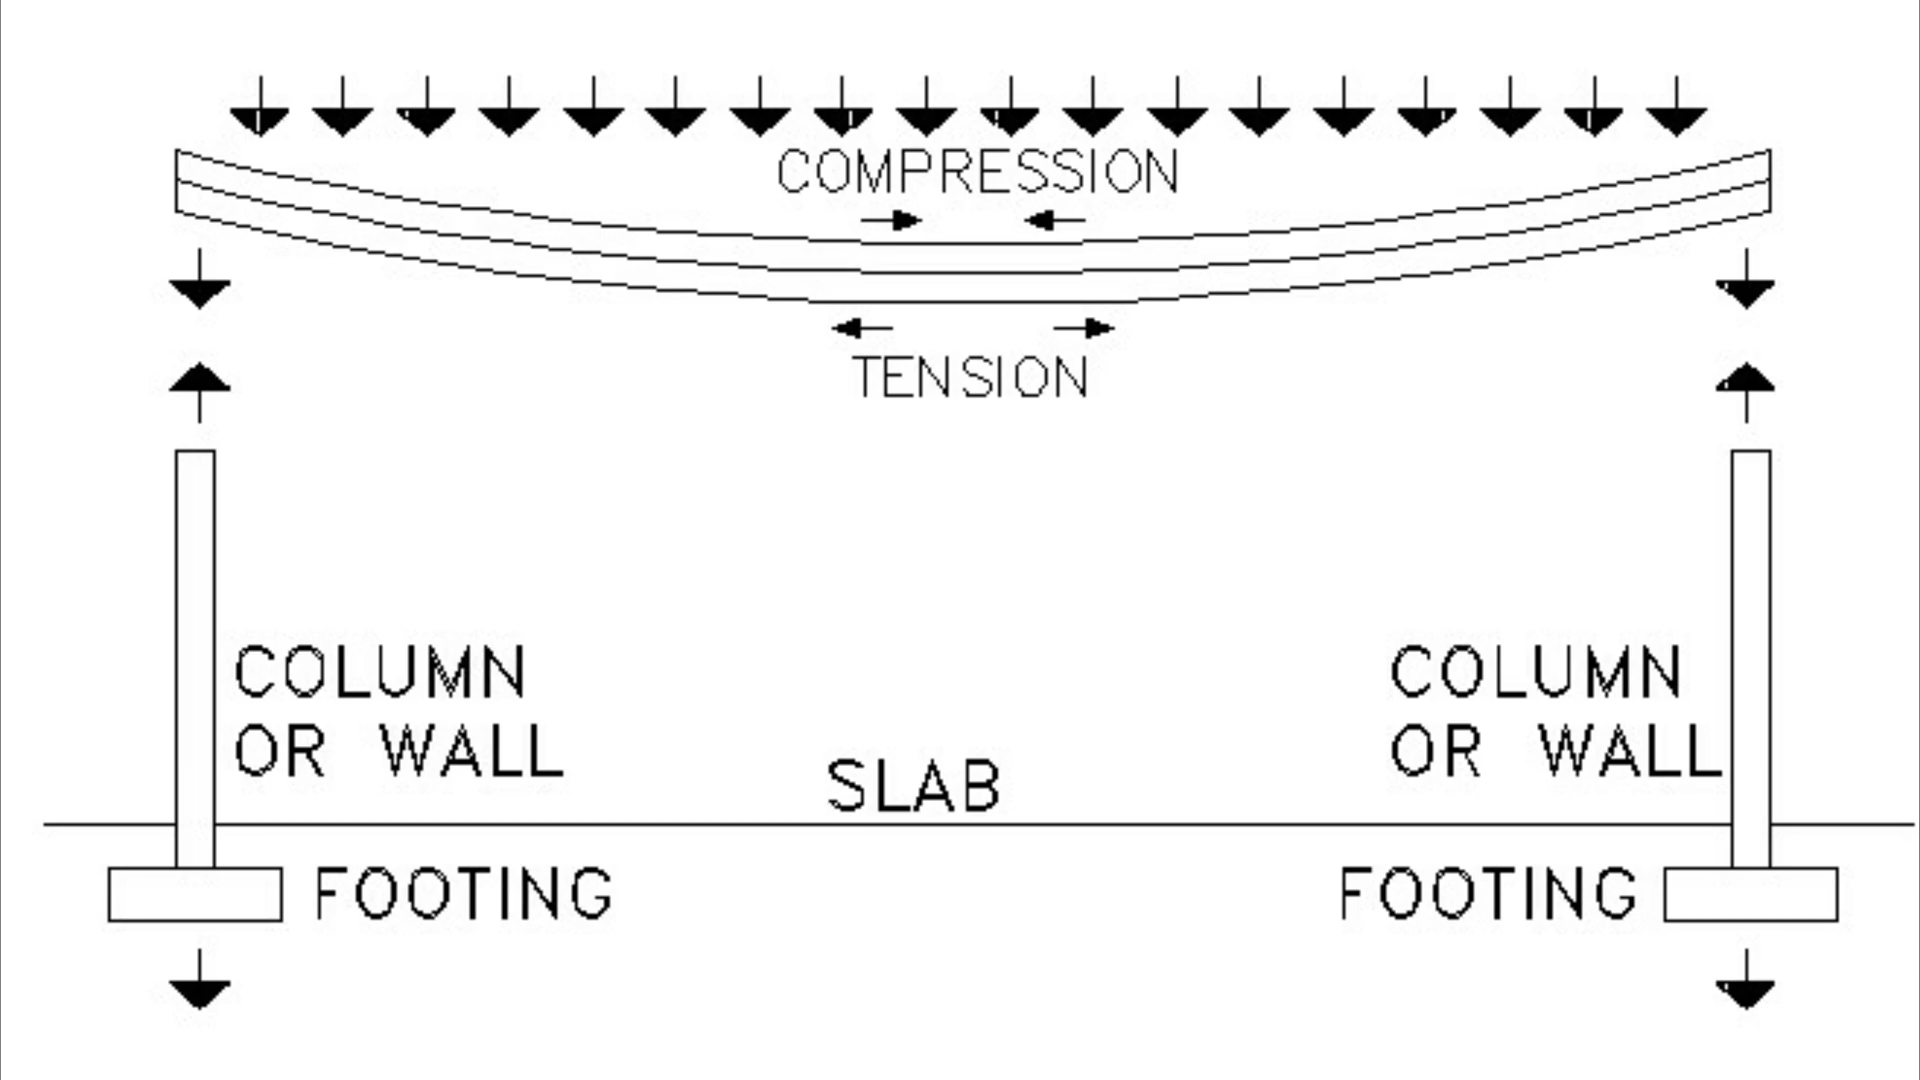 COMPRESSION
TENSION
COLUMN
OR WALL
COLUMN
OR WALL
SLAB
FOOTING
FOOTING